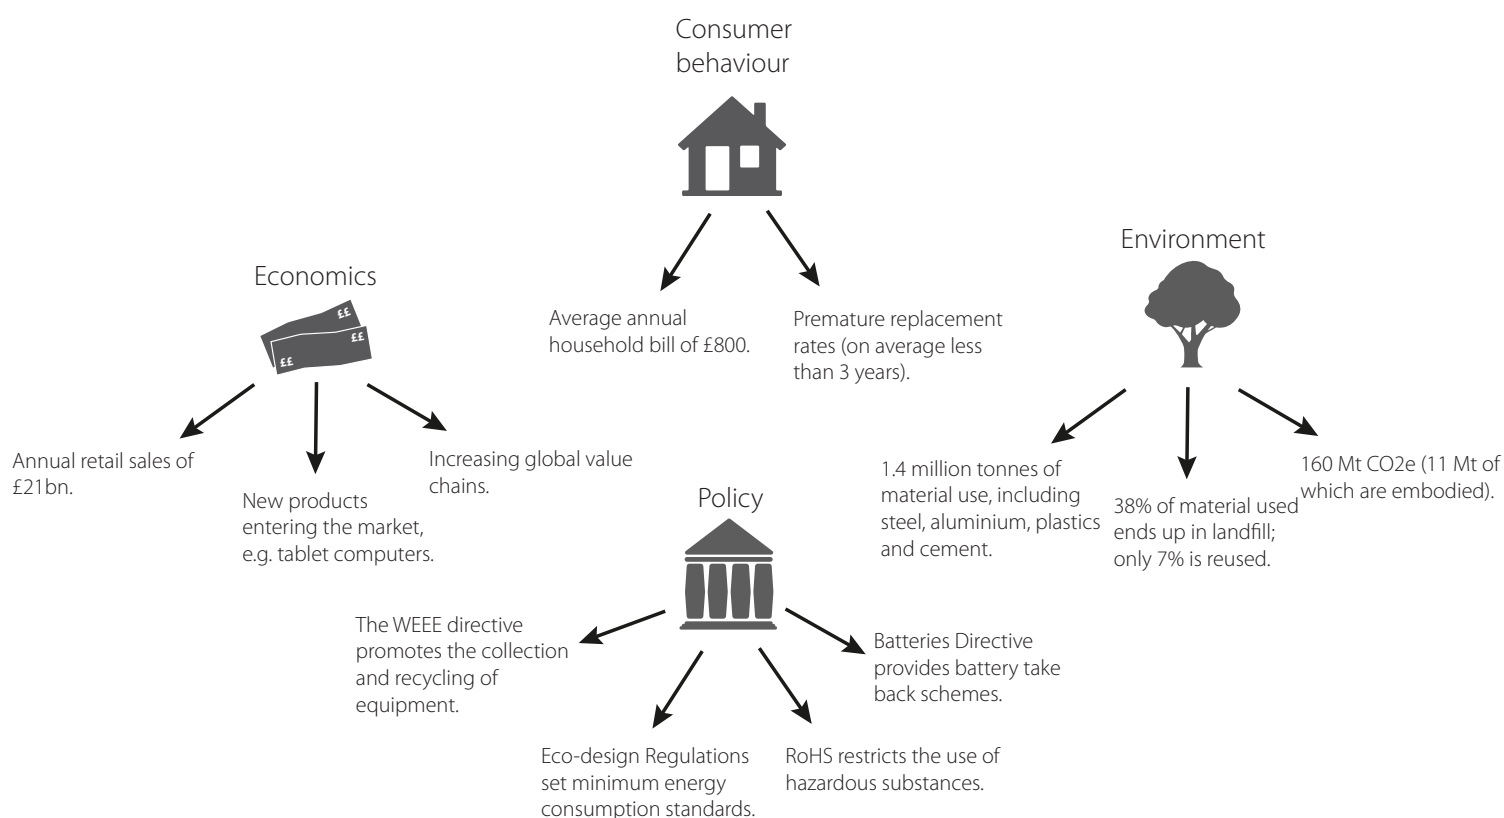 Consumer
behaviour
Average annual
household bill of £800.
Premature replacement
rates (on average less
than 3 years).
Economics
££
££
££
Annual retail sales of
£21bn.
New products
entering the market,
e.g. tablet computers.
Increasing global value
chains.
Environment
1.4 million tonnes of
material use, including
steel, aluminium, plastics
and cement.
38% of material used
ends up in landfill;
only 7% is reused.
160 Mt CO2e (11 Mt of
which are embodied).
Policy
The WEEE directive
promotes the collection
and recycling of
equipment.
Eco-design Regulations
set minimum energy
consumption standards.
RoHS restricts the use of
hazardous substances.
Batteries Directive
provides battery take
back schemes.